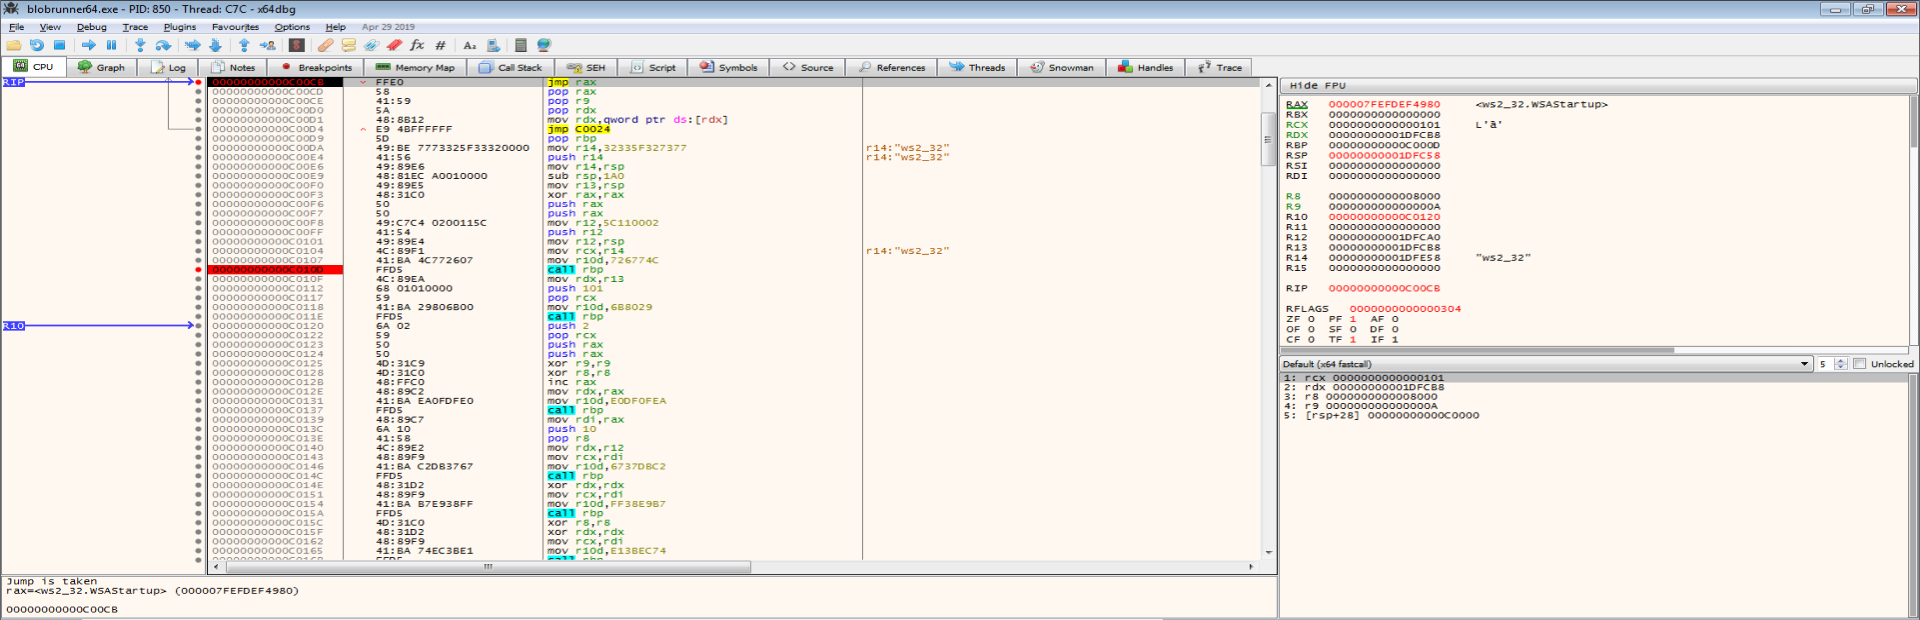 blobrunner64.exe - PID: 850 - Thread: C7C - x64dbg
File View Debug Trace Plugins Favourites Options Help Apr 29 2019
CPU Graph Log Notes Breakpoints Memory Map Call Stack SEH Script Symbols Source References Threads Snowman Handles Trace
RIP 00000000000C00CB FFE0 jmp rax
00000000000C00CD 58 pop rax
00000000000C00CE 41:59 pop r9
00000000000C00D0 5A pop rdx
00000000000C00D1 48:8B12 mov rdx,qword ptr ds:[rdx]
00000000000C00D4 E9 4BFFFFFF jmp C0024
00000000000C00D9 5D pop rbp
00000000000C00DA 49:BE 7773325F33320000 mov r14,32335F327377 r14:"ws2_32"
00000000000C00E4 41:56 push r14 r14:"ws2_32"
00000000000C00E6 49:89E6 mov r14,rsp
00000000000C00E9 48:81EC A0010000 sub rsp,1A0
00000000000C00F0 49:89E5 mov r13,rsp
00000000000C00F3 48:31C0 xor rax,rax
00000000000C00F6 50 push rax
00000000000C00F7 50 push rax
00000000000C00F8 49:C7C4 0200115C mov r12,5C110002
00000000000C00FF 41:54 push r12
00000000000C0101 49:89E4 mov r12,rsp
00000000000C0104 4C:89F1 mov rcx,r14 r14:"ws2_32"
00000000000C0107 41:BA 4C772607 mov r10d,726774C
00000000000C010D FFD5 call rbp
00000000000C010F 4C:89EA mov rdx,r13
00000000000C0112 68 01010000 push 101
00000000000C0117 59 pop rcx
00000000000C0118 41:BA 29806B00 mov r10d,6B8029
00000000000C011E FFD5 call rbp
R10 00000000000C0120 6A 02 push 2
00000000000C0122 59 pop rcx
00000000000C0123 50 push rax
00000000000C0124 50 push rax
00000000000C0125 4D:31C9 xor r9,r9
00000000000C0128 4D:31C0 xor r8,r8
00000000000C012B 48:FFC0 inc rax
00000000000C012E 48:89C2 mov rdx,rax
00000000000C0131 41:BA EA0FDFE0 mov r10d,E0DF0FEA
00000000000C0137 FFD5 call rbp
00000000000C0139 48:89C7 mov rdi,rax
00000000000C013C 6A 10 push 10
00000000000C013E 41:58 pop r8
00000000000C0140 4C:89E2 mov rdx,r12
00000000000C0143 48:89F9 mov rcx,rdi
00000000000C0146 41:BA C2DB3767 mov r10d,6737DBC2
00000000000C014C FFD5 call rbp
00000000000C014E 48:31D2 xor rdx,rdx
00000000000C0151 48:89F9 mov rcx,rdi
00000000000C0154 41:BA B7E938FF mov r10d,FF38E9B7
00000000000C015A FFD5 call rbp
00000000000C015C 4D:31C0 xor r8,r8
00000000000C015F 48:31D2 xor rdx,rdx
00000000000C0162 48:89F9 mov rcx,rdi
00000000000C0165 41:BA 74EC3BE1 mov r10d,E13BEC74
Jump is taken
rax=<ws2_32.WSAStartup> (000007FEFDEF4980)
00000000000C00CB
Hide FPU
RAX 000007FEFDEF4980 <ws2_32.WSAStartup>
RBX 0000000000000000
RCX 0000000000000101 L'ā'
RDX 00000000001DFCB8
RBP 00000000000C000D
RSP 00000000001DFC58
RSI 0000000000000000
RDI 0000000000000000
R8 0000000000008000
R9 000000000000000A
R10 00000000000C0120
R11 0000000000000000
R12 00000000001DFCA0
R13 00000000001DFCB8
R14 00000000001DFE58 "ws2_32"
R15 0000000000000000
RIP 00000000000C00CB
RFLAGS 0000000000000304
ZF 0 PF 1 AF 0
OF 0 SF 0 DF 0
CF 0 TF 1 IF 1
Default (x64 fastcall) 5 Unlocked
1: rcx 0000000000000101
2: rdx 00000000001DFCB8
3: r8 0000000000008000
4: r9 000000000000000A
5: [rsp+28] 00000000000C0000